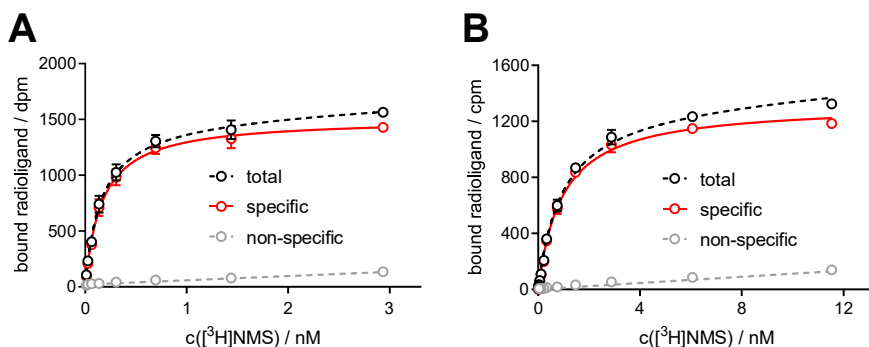 A
bound radioligand / dpm
2000
1500
1000
500
0
total
specific
non-specific
0
1
2
3
c([³H]NMS) / nM
B
bound radioligand / cpm
1600
1200
800
400
0
total
specific
non-specific
0
4
8
12
c([³H]NMS) / nM